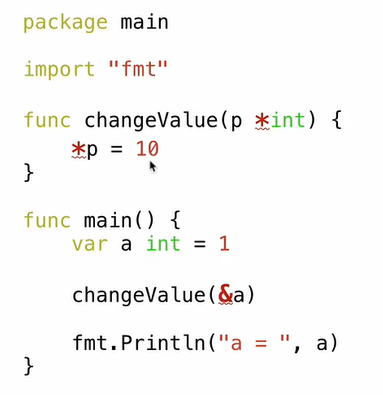 package main
import "fmt"
func changeValue(p *int) {
*p = 10
}
func main() {
var a int = 1
changeValue(&a)
fmt.Println("a = ", a)
}